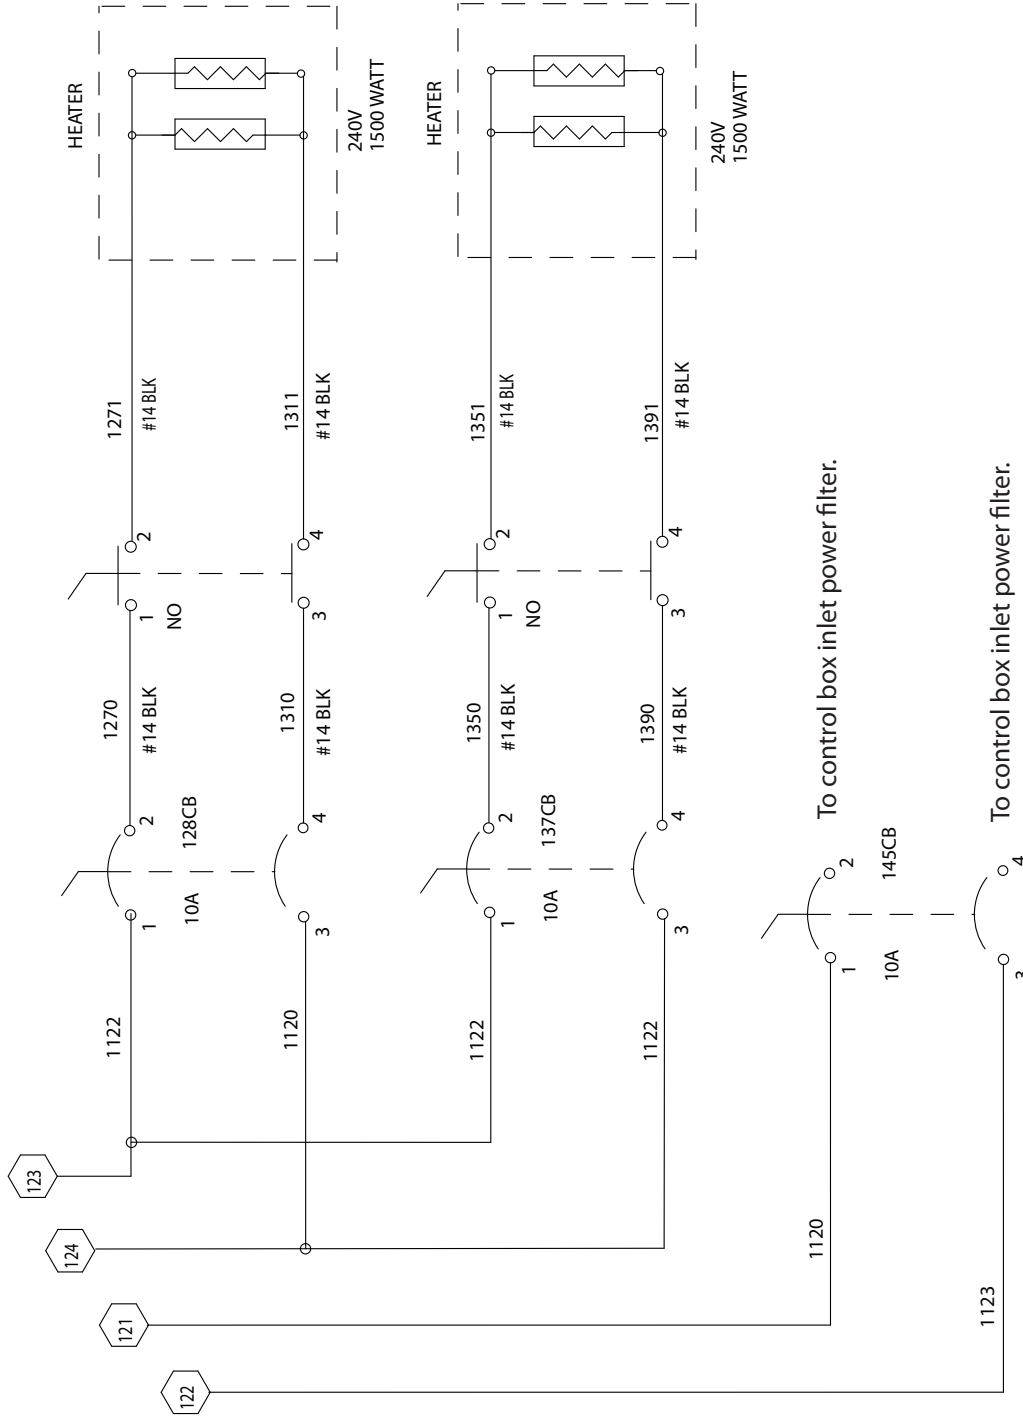 HEATER
240V
1500 WATT
HEATER
240V
1500 WATT
1271
#14 BLK
1311
#14 BLK
1351
#14 BLK
1391
#14 BLK
2
4
2
4
1
NO
3
1
NO
3
1270
#14 BLK
1310
#14 BLK
1350
#14 BLK
1390
#14 BLK
To control box inlet power filter.
To control box inlet power filter.
2
128CB
4
2
137CB
4
2
145CB
4
1
10A
3
1
10A
3
1
10A
3
1122
1120
1122
1122
123
124
121
122
1120
1123